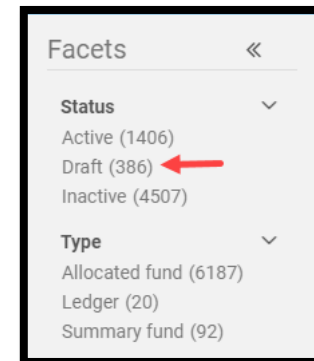 Facets «
Status
Active (1406)
Draft (386)
Inactive (4507)
Type
Allocated fund (6187)
Ledger (20)
Summary fund (92)